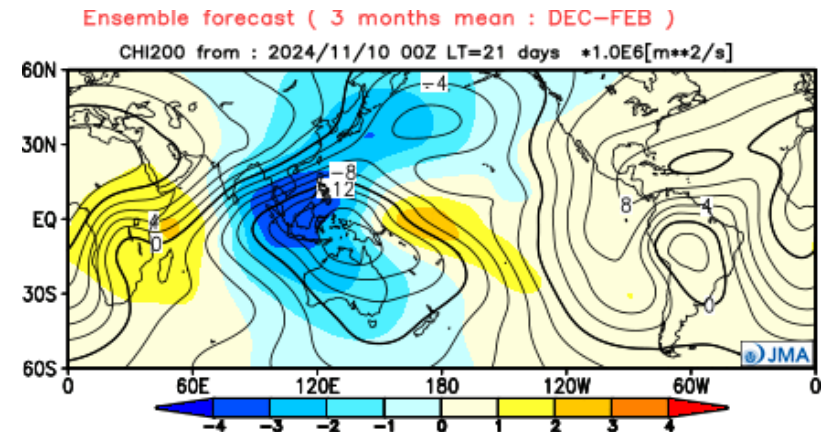 Ensemble forecast ( 3 months mean : DEC-FEB )
CHI200 from : 2024/11/10 00Z LT=21 days *1.0E6[m**2/s]
60N
-4
30N
-8
-12
8
-4
EQ
4
0
30S
0
JMA
60S
0 60E 120E 180 120W 60W 0
-4 -3 -2 -1 0 1 2 3 4